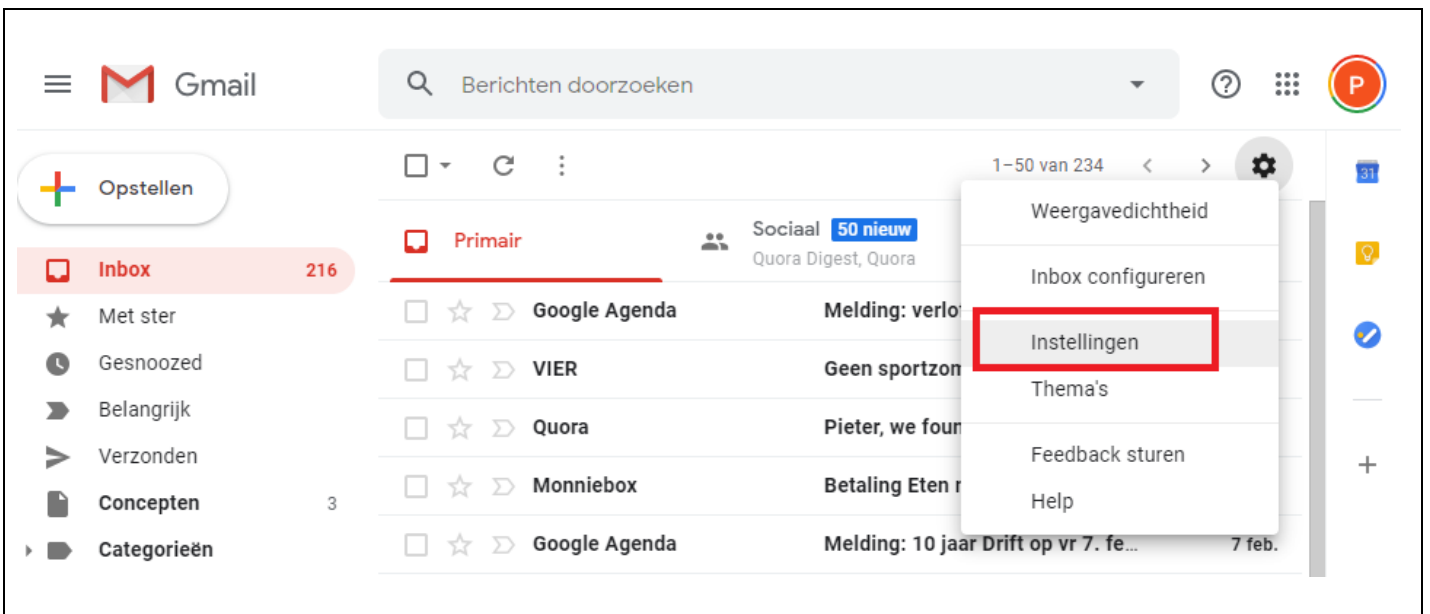 Gmail
Berichten doorzoeken
P
Opstellen
1–50 van 234
31
Primair
Sociaal 50 nieuw
Quora Digest, Quora
Inbox 216
Met ster
Gesnoozed
Belangrijk
Verzonden
Concepten 3
Categorieën
Google Agenda Melding: verlo
VIER Geen sportzom
Quora Pieter, we foun
Monniebox Betaling Eten
Google Agenda Melding: 10 jaar Drift op vr 7. fe… 7 feb.
Weergavedichtheid
Inbox configureren
Instellingen
Thema's
Feedback sturen
Help